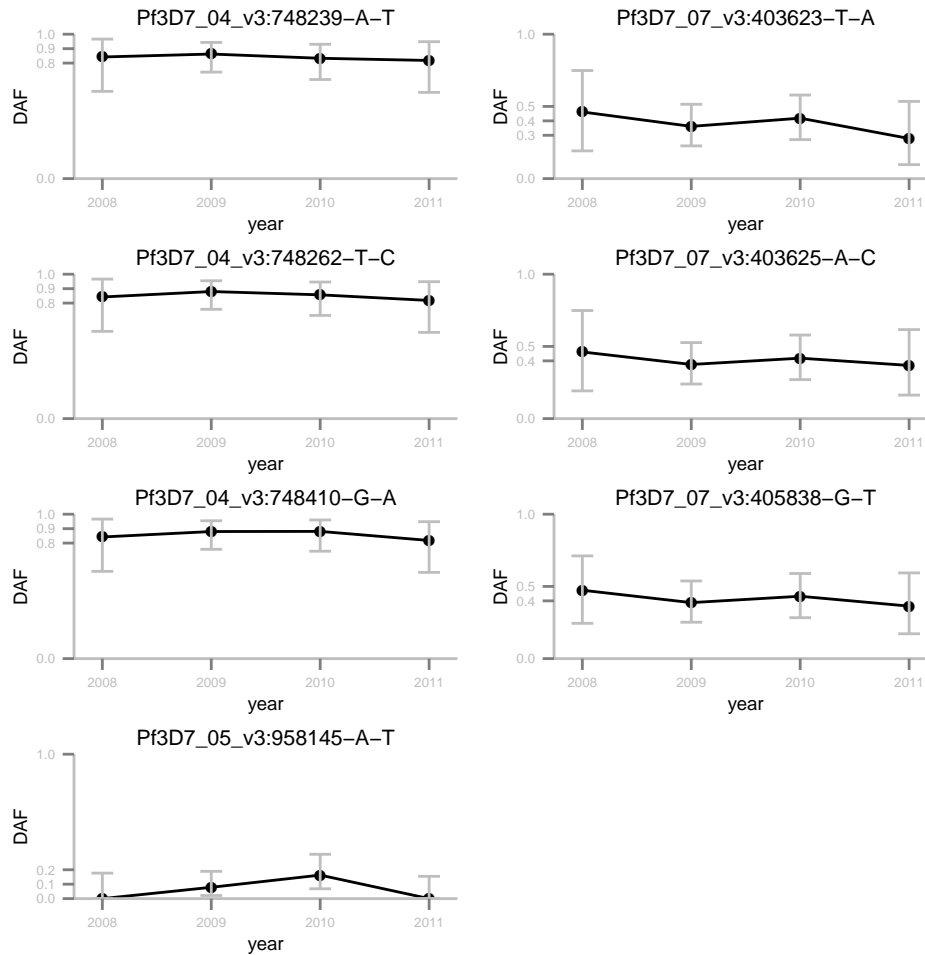 Pf3D7_04_v3:748239−A−T
1.0
0.9
0.8
0.0
DAF
2008 2009 2010 2011
year
Pf3D7_07_v3:403623−T−A
1.0
0.5
0.4
0.3
0.0
DAF
2008 2009 2010 2011
year
Pf3D7_04_v3:748262−T−C
1.0
0.9
0.8
0.0
DAF
2008 2009 2010 2011
year
Pf3D7_07_v3:403625−A−C
1.0
0.5
0.4
0.0
DAF
2008 2009 2010 2011
year
Pf3D7_04_v3:748410−G−A
1.0
0.9
0.8
0.0
DAF
2008 2009 2010 2011
year
Pf3D7_07_v3:405838−G−T
1.0
0.5
0.4
0.0
DAF
2008 2009 2010 2011
year
Pf3D7_05_v3:958145−A−T
1.0
0.2
0.1
0.0
DAF
2008 2009 2010 2011
year